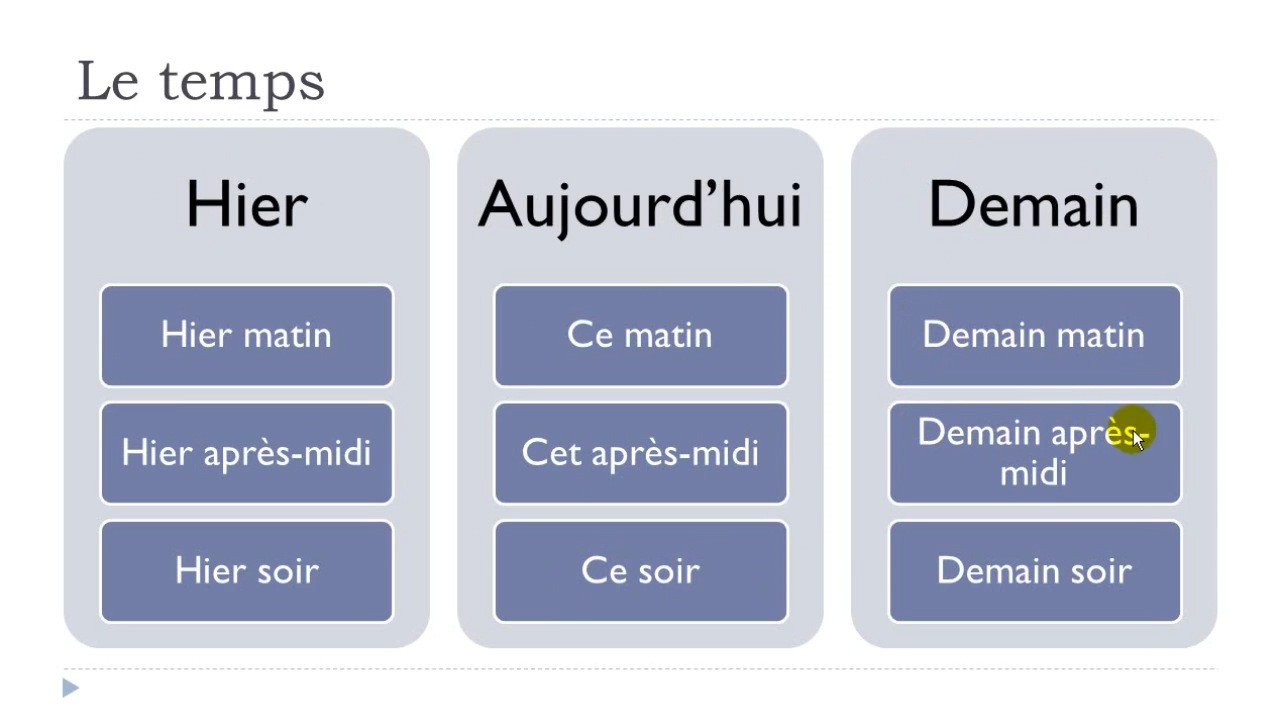 Le temps
Hier
Hier matin
Hier après-midi
Hier soir
Aujourd’hui
Ce matin
Cet après-midi
Ce soir
Demain
Demain matin
Demain après-
midi
Demain soir